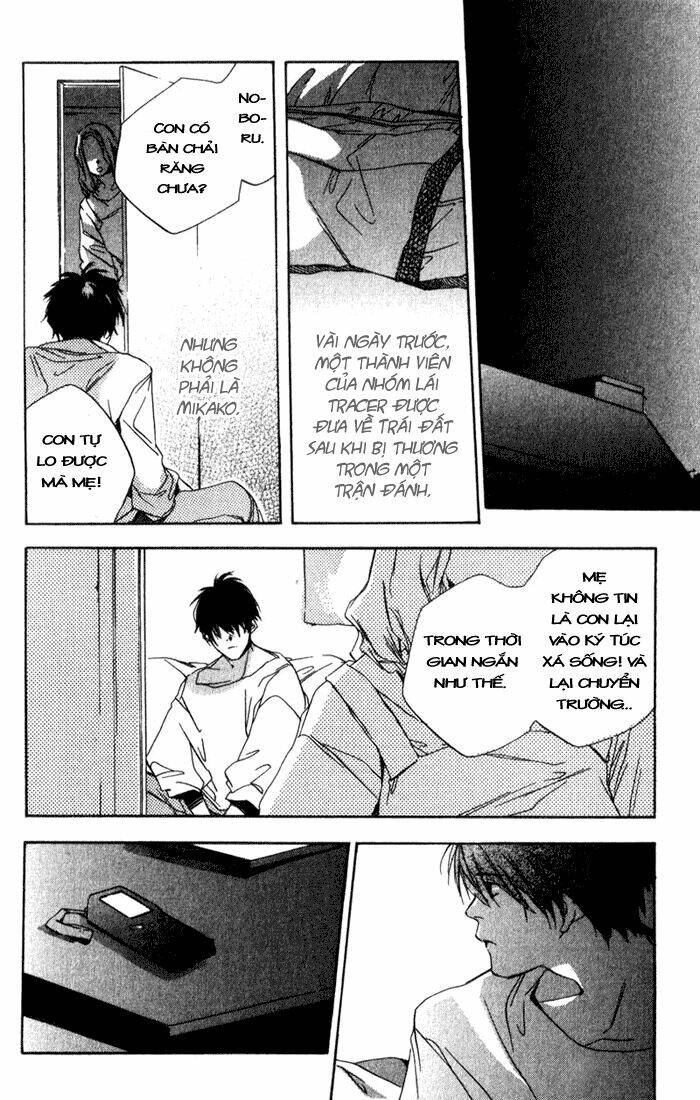 VÀI NGÀY TRƯỚC,
MỘT THÀNH VIÊN
CỦA NHÓM LÁI
TRACER ĐƯỢC
ĐƯA VỀ TRÁI ĐẤT
SAU KHI BỊ THƯƠNG
TRONG MỘT
TRẬN ĐÁNH.
NO-
BO-
RU.
CON CÓ
BÀN CHẢI
RĂNG
CHƯA?
NHƯNG
KHÔNG
PHẢI LÀ
MIKAKO.
CON TỰ
LO ĐƯỢC
MÀ MẸ!
MẸ
KHÔNG TIN
LÀ CON LẠI
VÀO KÝ TÚC
XÁ SỐNG! VÀ
LẠI CHUYỂN
TRƯỜNG..
TRONG THỜI
GIAN NGẮN
NHƯ THẾ.